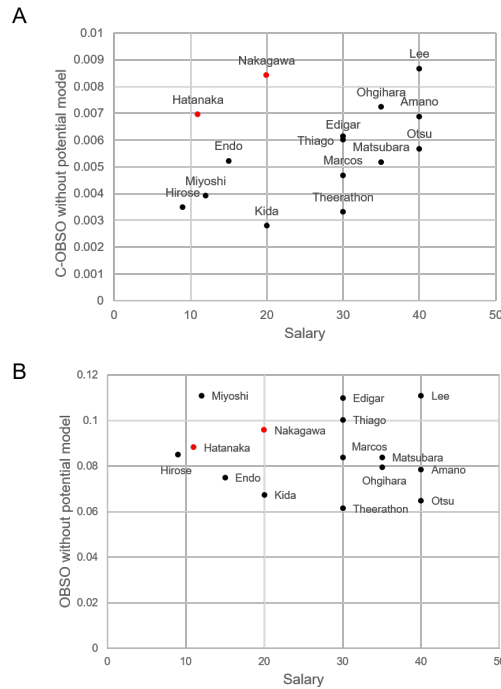 A
C-OBSO without potential model
0.01
0.009
0.008
0.007
0.006
0.005
0.004
0.003
0.002
0.001
0
Lee
Nakagawa
Ohgihara
Hatanaka
Amano
Edigar
Otsu
Thiago
Endo
Matsubara
Marcos
Miyoshi
Hirose
Theerathon
Kida
0 10 20 30 40 50
Salary
B
OBSO without potential model
0.12
0.1
0.08
0.06
0.04
0.02
0
Miyoshi
Edigar
Lee
Thiago
Nakagawa
Hatanaka
Marcos
Matsubara
Hirose
Amano
Endo
Ohgihara
Kida
Otsu
Theerathon
10 20 30 40 50
Salary